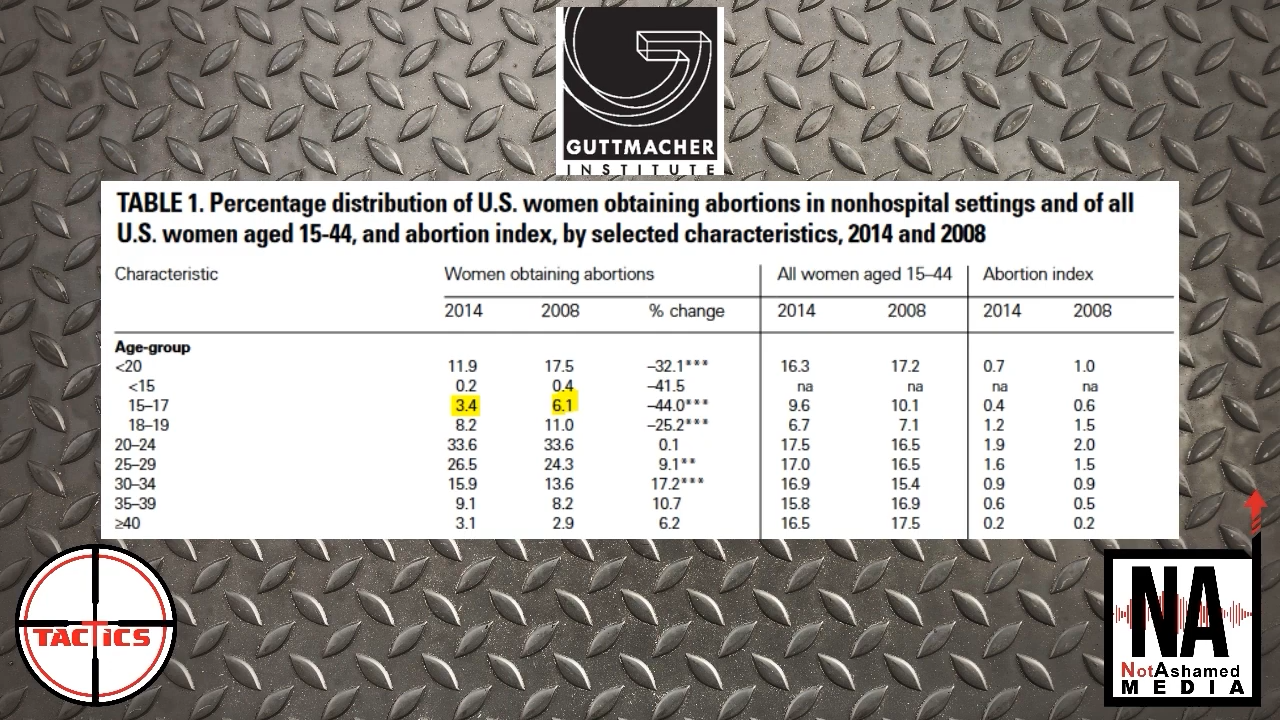 GUTTMACHER
INSTITUTE
TABLE 1. Percentage distribution of U.S. women obtaining abortions in nonhospital settings and of all
U.S. women aged 15-44, and abortion index, by selected characteristics, 2014 and 2008
Characteristic Women obtaining abortions All women aged 15–44 Abortion index
2014 2008 % change 2014 2008 2014 2008
Age-group
<20 11.9 17.5 –32.1*** 16.3 17.2 0.7 1.0
<15 0.2 0.4 –41.5 na na na na
15–17 3.4 6.1 –44.0*** 9.6 10.1 0.4 0.6
18–19 8.2 11.0 –25.2*** 6.7 7.1 1.2 1.5
20–24 33.6 33.6 0.1 17.5 16.5 1.9 2.0
25–29 26.5 24.3 9.1** 17.0 16.5 1.6 1.5
30–34 15.9 13.6 17.2*** 16.9 15.4 0.9 0.9
35–39 9.1 8.2 10.7 15.8 16.9 0.6 0.5
≥40 3.1 2.9 6.2 16.5 17.5 0.2 0.2
TACTICS
NA
NotAshamed
MEDIA